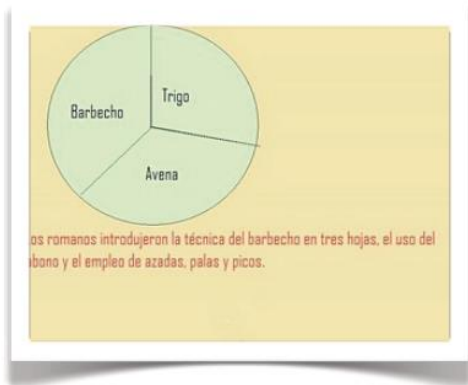 Trigo
Barbecho
Avena
os romanos introdujeron la técnica del barbecho en tres hojas, el uso del
bono y el empleo de azadas, palas y picos.